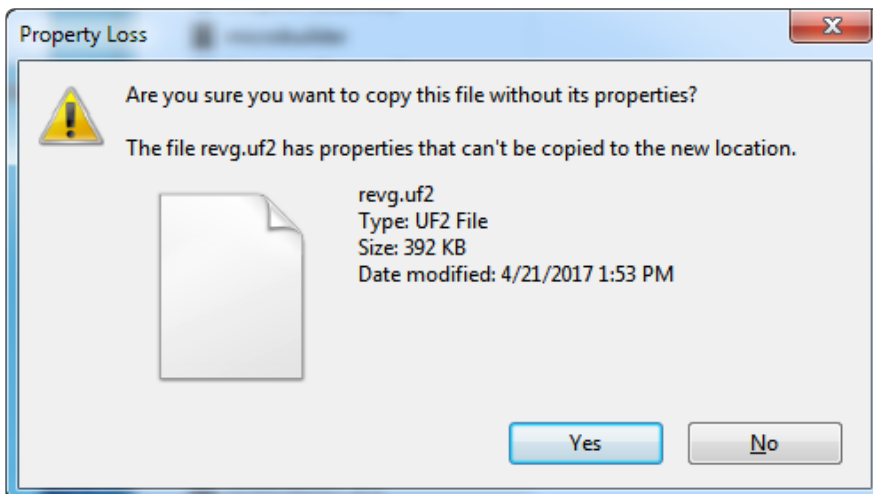 Property Loss
Are you sure you want to copy this file without its properties?
The file revg.uf2 has properties that can't be copied to the new location.
revg.uf2
Type: UF2 File
Size: 392 KB
Date modified: 4/21/2017 1:53 PM
Yes
No